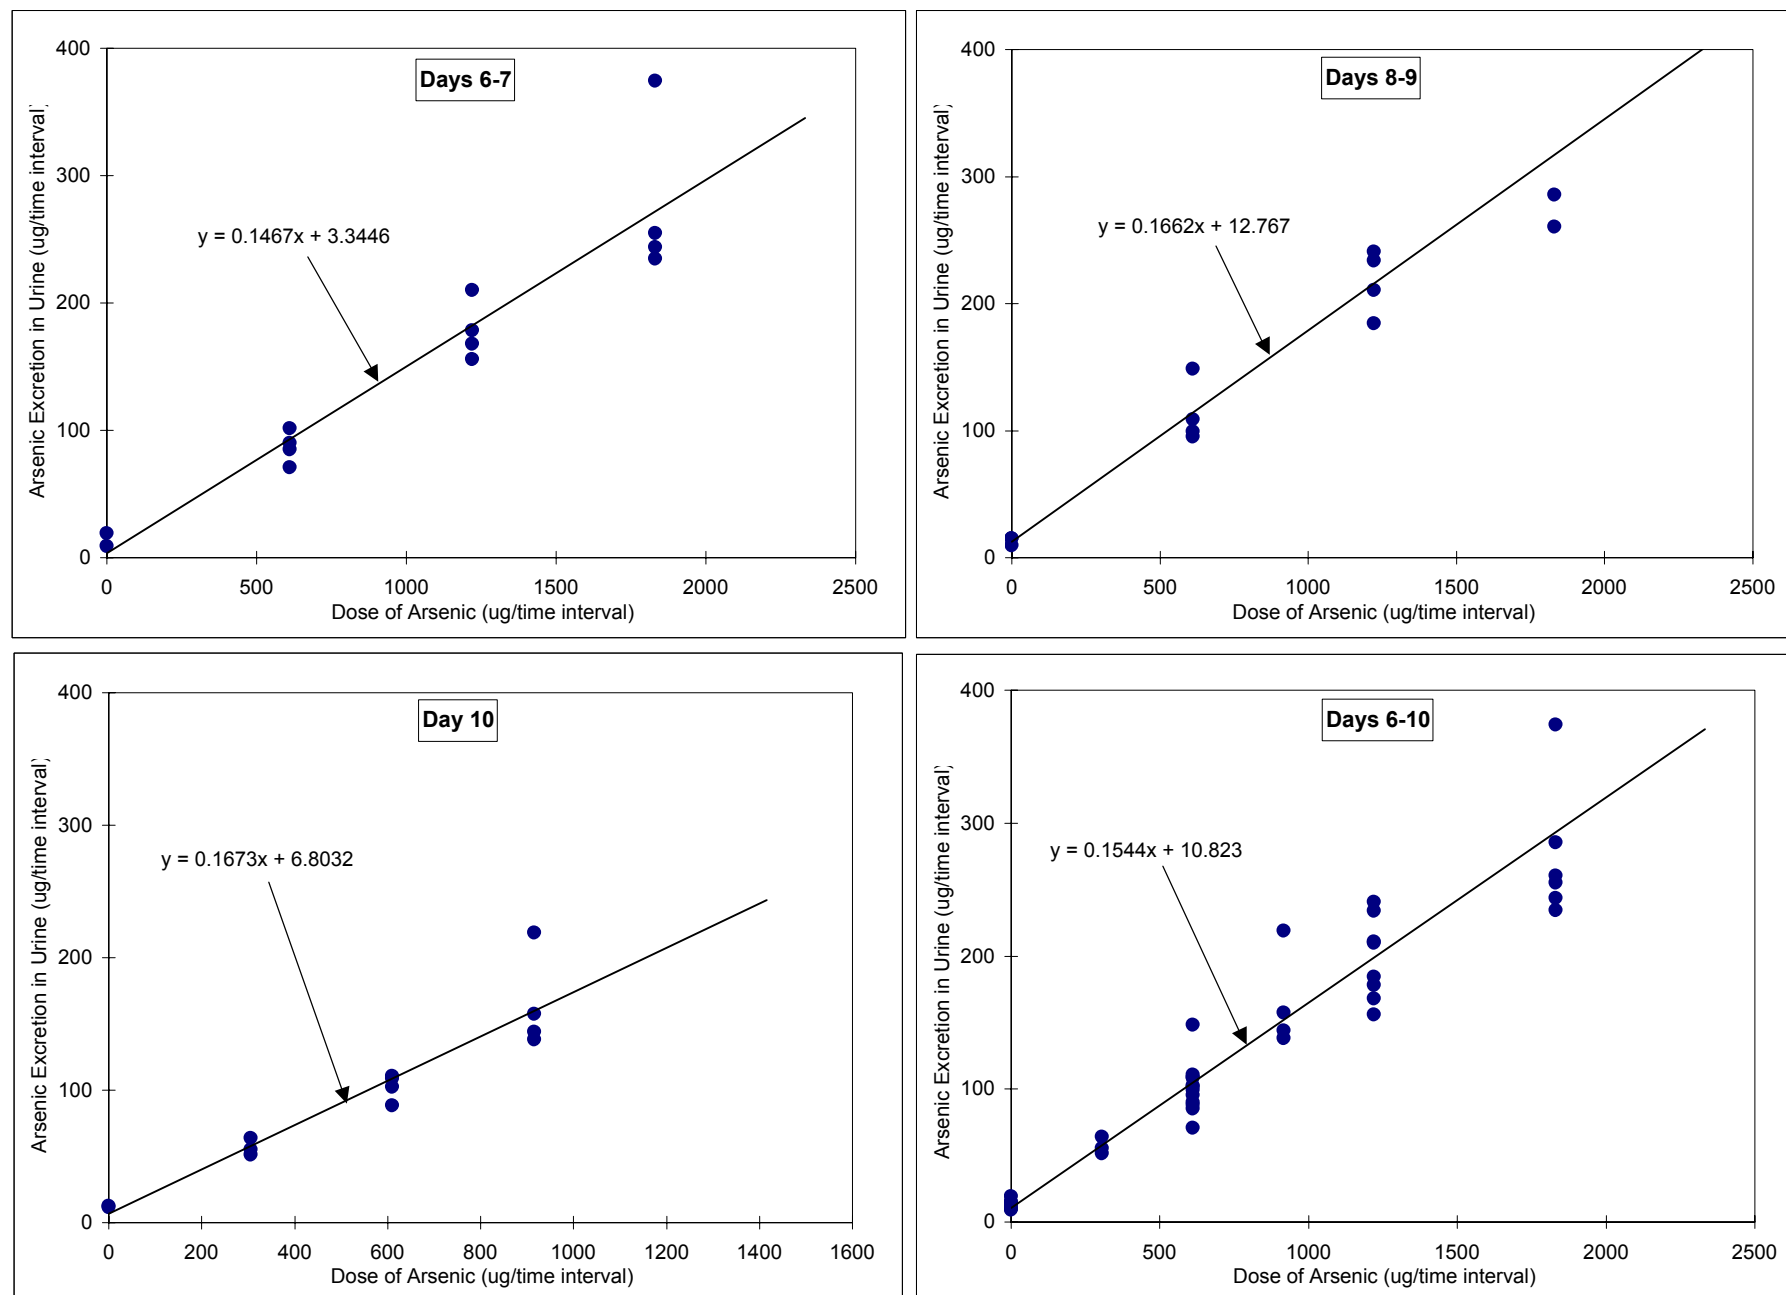 Days 6-7
Arsenic Excretion in Urine (ug/time interval)
400
300
200
100
0
y = 0.1467x + 3.3446
0 500 1000 1500 2000 2500
Dose of Arsenic (ug/time interval)
Days 8-9
Arsenic Excretion in Urine (ug/time interval)
400
300
200
100
0
y = 0.1662x + 12.767
0 500 1000 1500 2000 2500
Dose of Arsenic (ug/time interval)
Day 10
Arsenic Excretion in Urine (ug/time interval)
400
300
200
100
0
y = 0.1673x + 6.8032
0 200 400 600 800 1000 1200 1400 1600
Dose of Arsenic (ug/time interval)
Days 6-10
Arsenic Excretion in Urine (ug/time interval)
400
300
200
100
0
y = 0.1544x + 10.823
0 500 1000 1500 2000 2500
Dose of Arsenic (ug/time interval)